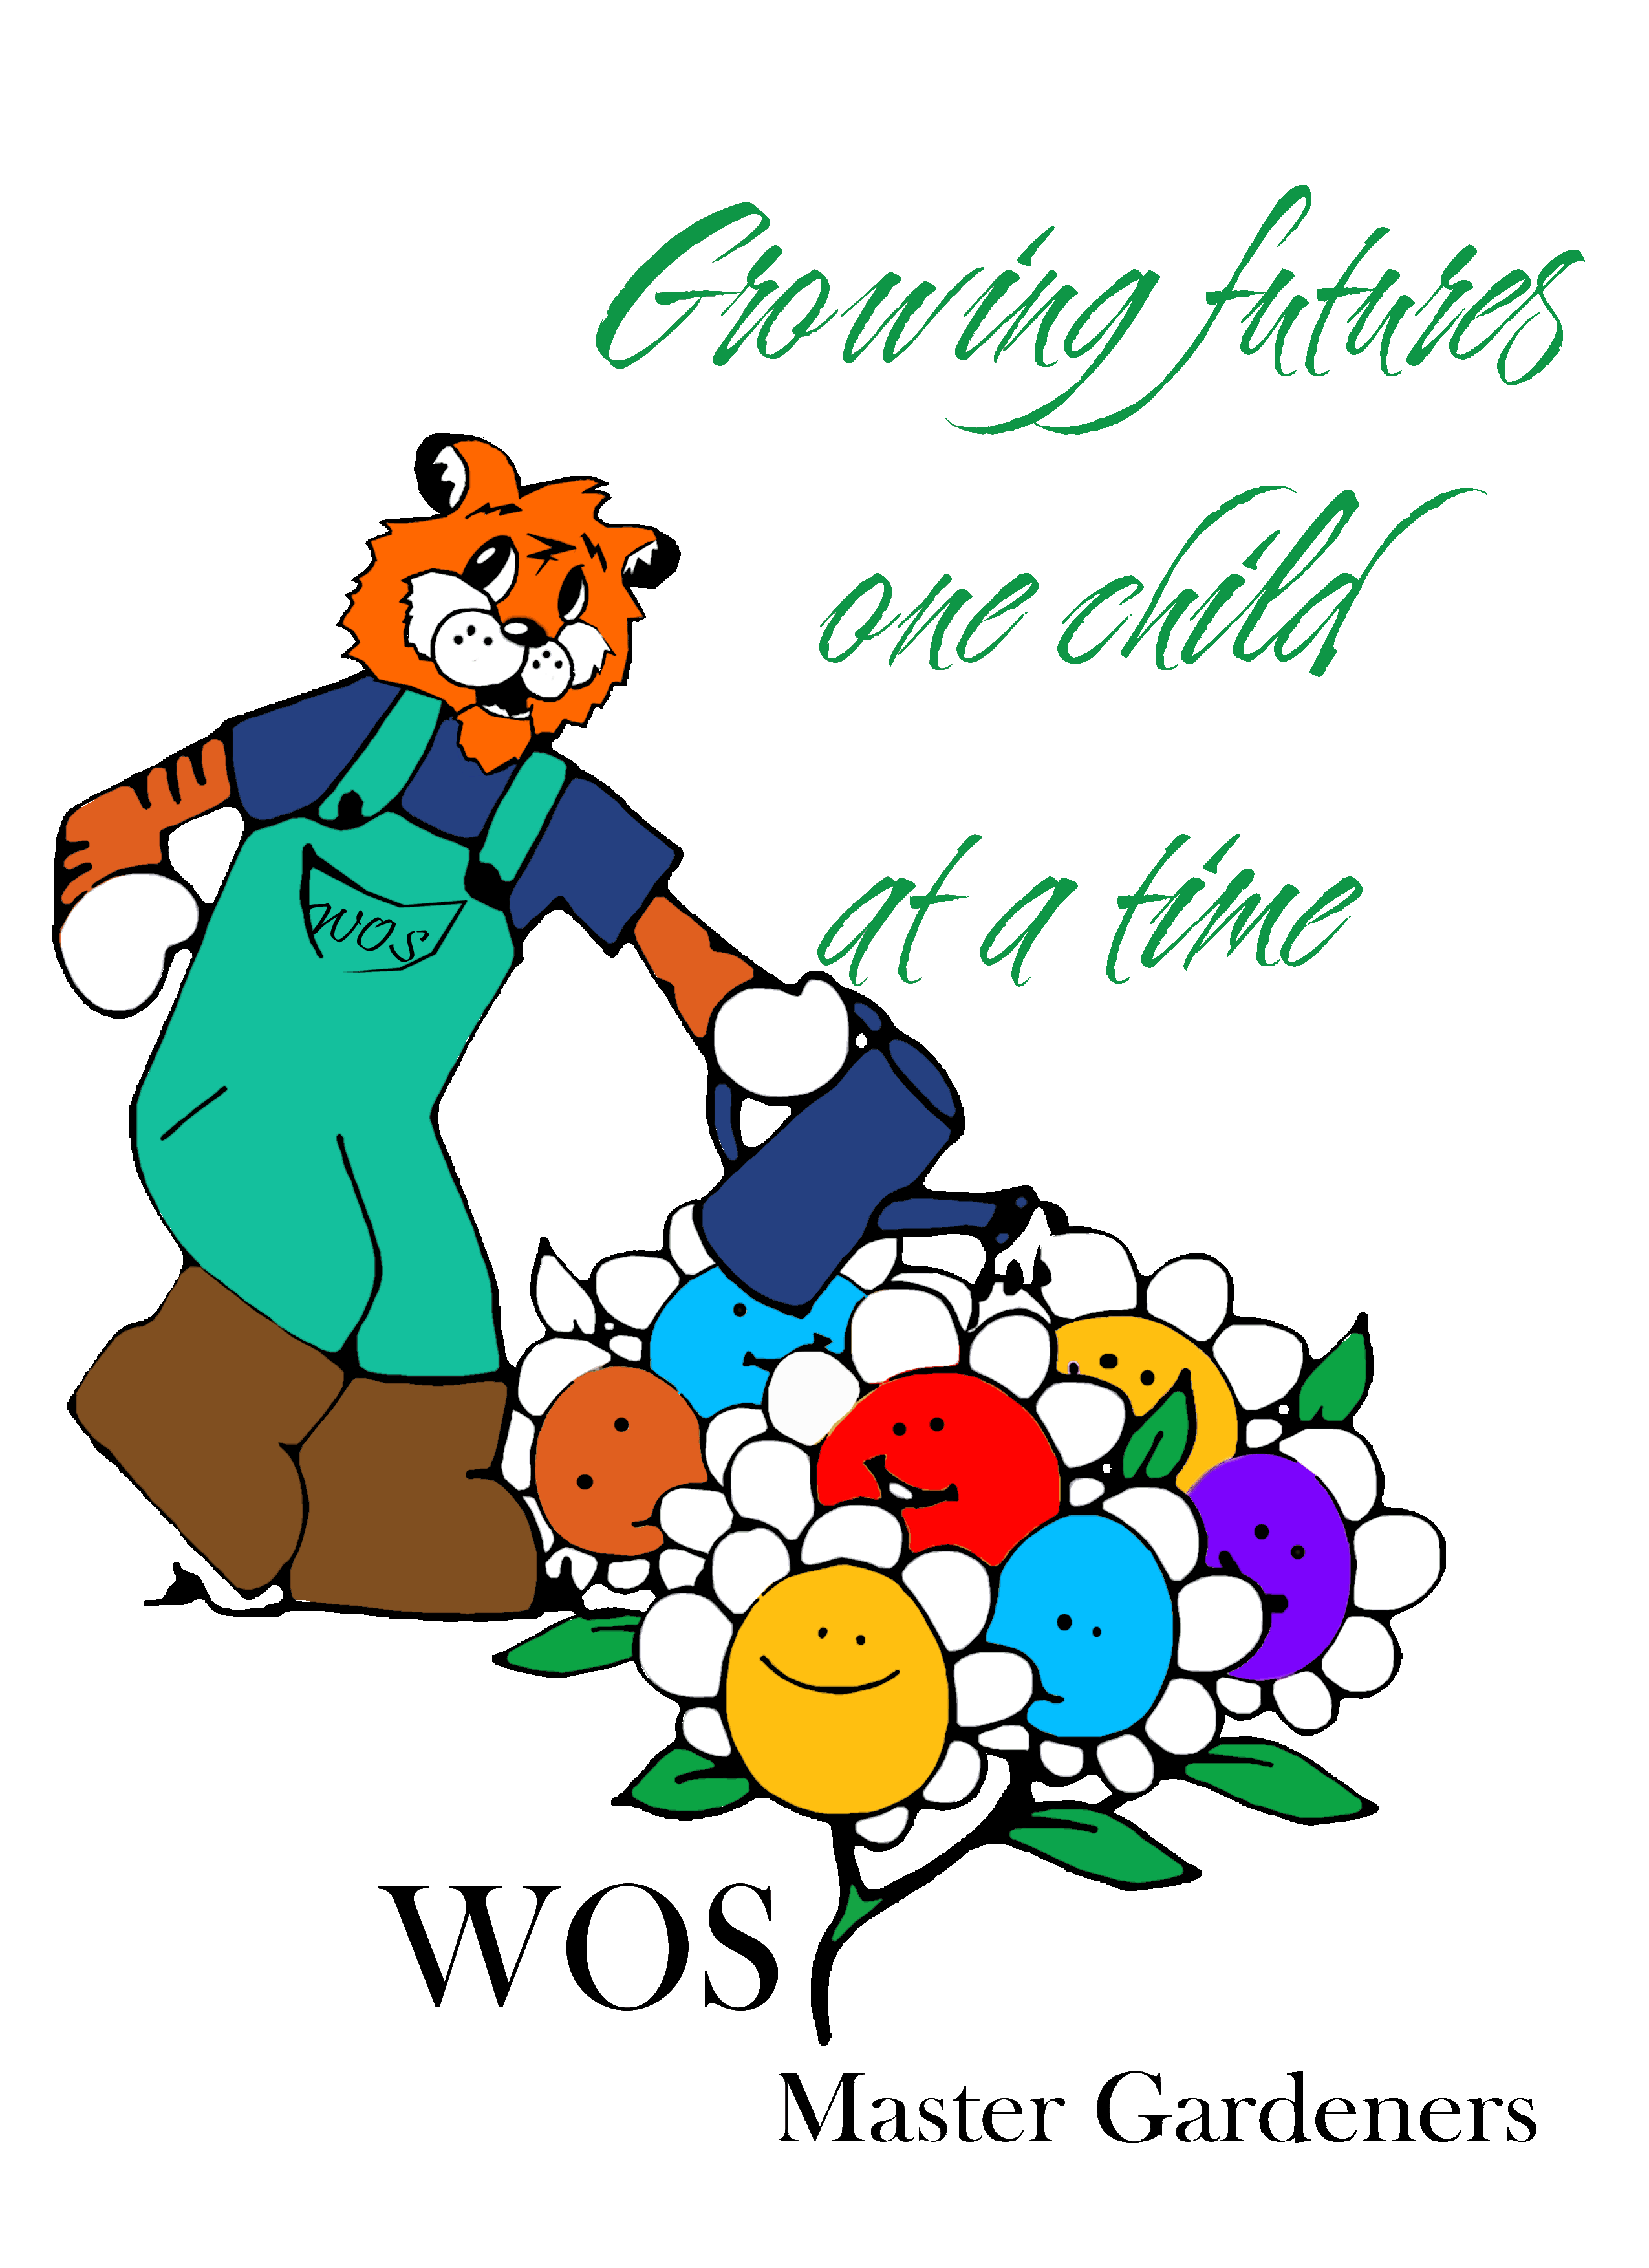 Growing futures
one child
at a time
wos
WOS
Master Gardeners